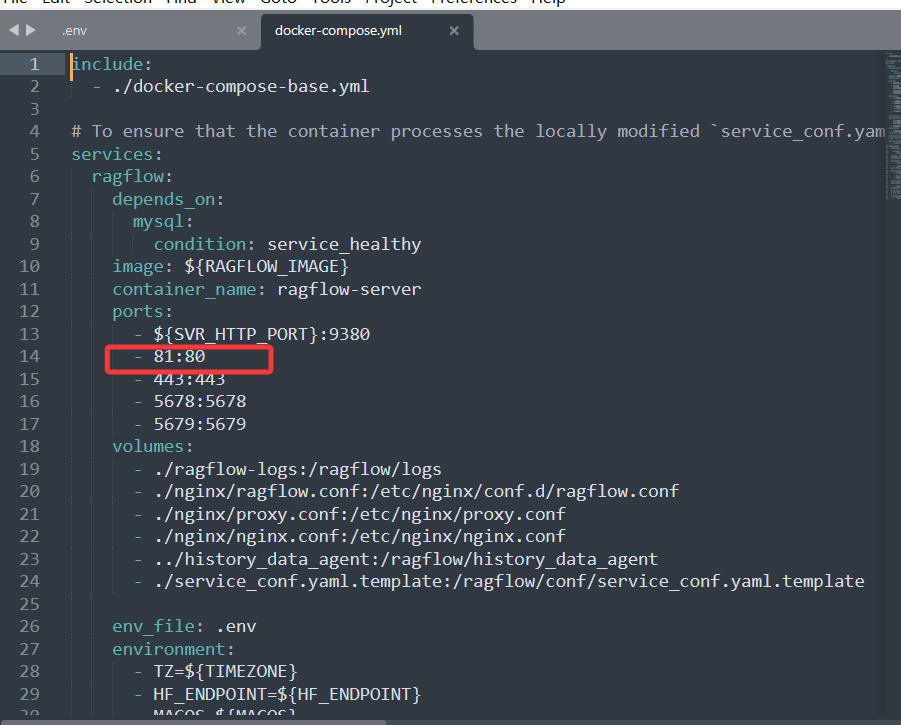 File Edit Selection Find View Goto Tools Project Preferences Help
.env
docker-compose.yml
1 include:
2 - ./docker-compose-base.yml
3
4 # To ensure that the container processes the locally modified `service_conf.yam
5 services:
6 ragflow:
7 depends_on:
8 mysql:
9 condition: service_healthy
10 image: ${RAGFLOW_IMAGE}
11 container_name: ragflow-server
12 ports:
13 - ${SVR_HTTP_PORT}:9380
14 - 81:80
15 - 443:443
16 - 5678:5678
17 - 5679:5679
18 volumes:
19 - ./ragflow-logs:/ragflow/logs
20 - ./nginx/ragflow.conf:/etc/nginx/conf.d/ragflow.conf
21 - ./nginx/proxy.conf:/etc/nginx/proxy.conf
22 - ./nginx/nginx.conf:/etc/nginx/nginx.conf
23 - ../history_data_agent:/ragflow/history_data_agent
24 - ./service_conf.yaml.template:/ragflow/conf/service_conf.yaml.template
25
26 env_file: .env
27 environment:
28 - TZ=${TIMEZONE}
29 - HF_ENDPOINT=${HF_ENDPOINT}
30 - MACOS=${MACOS}